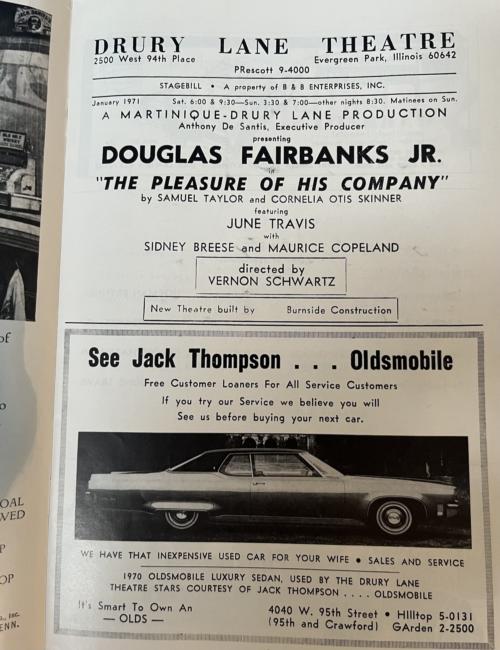 DRURY LANE THEATRE
2500 West 94th Place Evergreen Park, Illinois 60642
PRescott 9-4000
STAGEBILL • A property of B & B ENTERPRISES, INC.
January 1971 Sat. 6:00 & 9:30—Sun. 3:30 & 7:00—other nights 8:30. Matinees on Sun.
A MARTINIQUE-DRURY LANE PRODUCTION
Anthony De Santis, Executive Producer
presenting
DOUGLAS FAIRBANKS JR.
in
"THE PLEASURE OF HIS COMPANY"
by SAMUEL TAYLOR and CORNELIA OTIS SKINNER
featuring
JUNE TRAVIS
with
SIDNEY BREESE and MAURICE COPELAND
directed by
VERNON SCHWARTZ
New Theatre built by Burnside Construction
See Jack Thompson . . . Oldsmobile
Free Customer Loaners For All Service Customers
If you try our Service we believe you will
See us before buying your next car.
WE HAVE THAT INEXPENSIVE USED CAR FOR YOUR WIFE • SALES AND SERVICE
1970 OLDSMOBILE LUXURY SEDAN, USED BY THE DRURY LANE
THEATRE STARS COURTESY OF JACK THOMPSON . . . . OLDSMOBILE
It's Smart To Own An
— OLDS —
4040 W. 95th Street • HIlltop 5-0131
(95th and Crawford) GArden 2-2500
of
OAL
WED
OP
INC.
ENN.